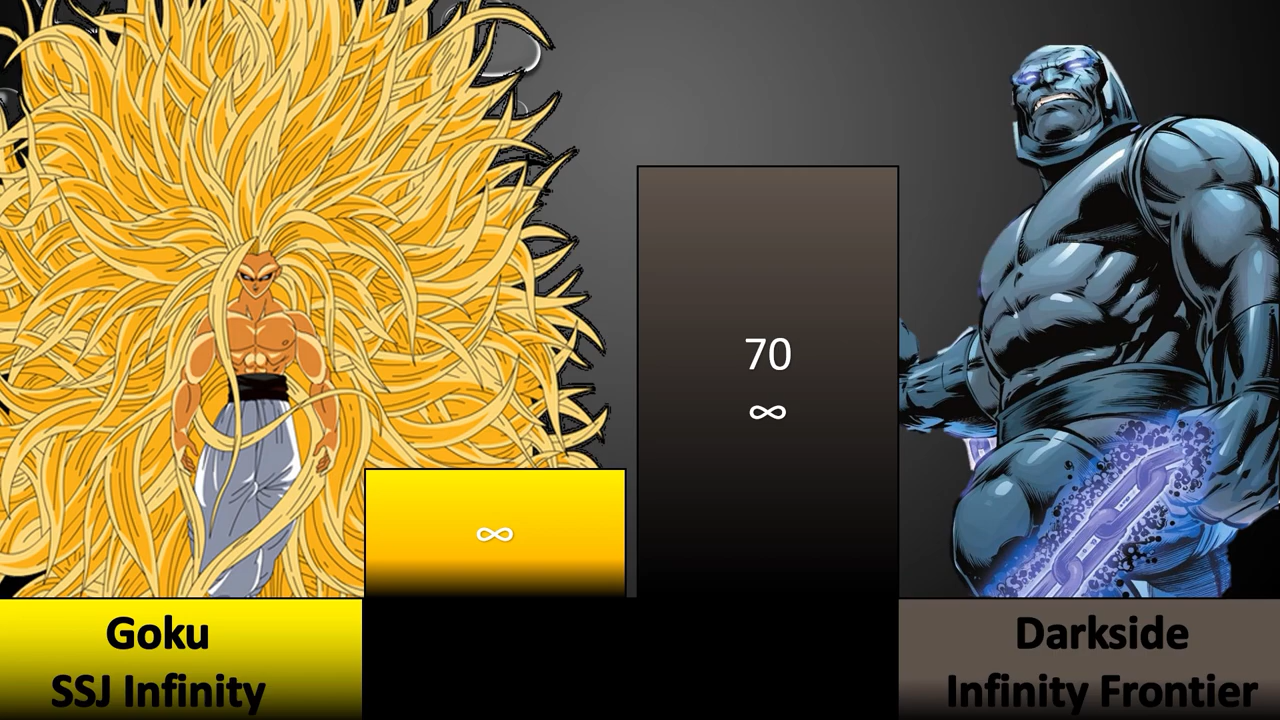 70
∞
∞
Goku
SSJ Infinity
Darkside
Infinity Frontier